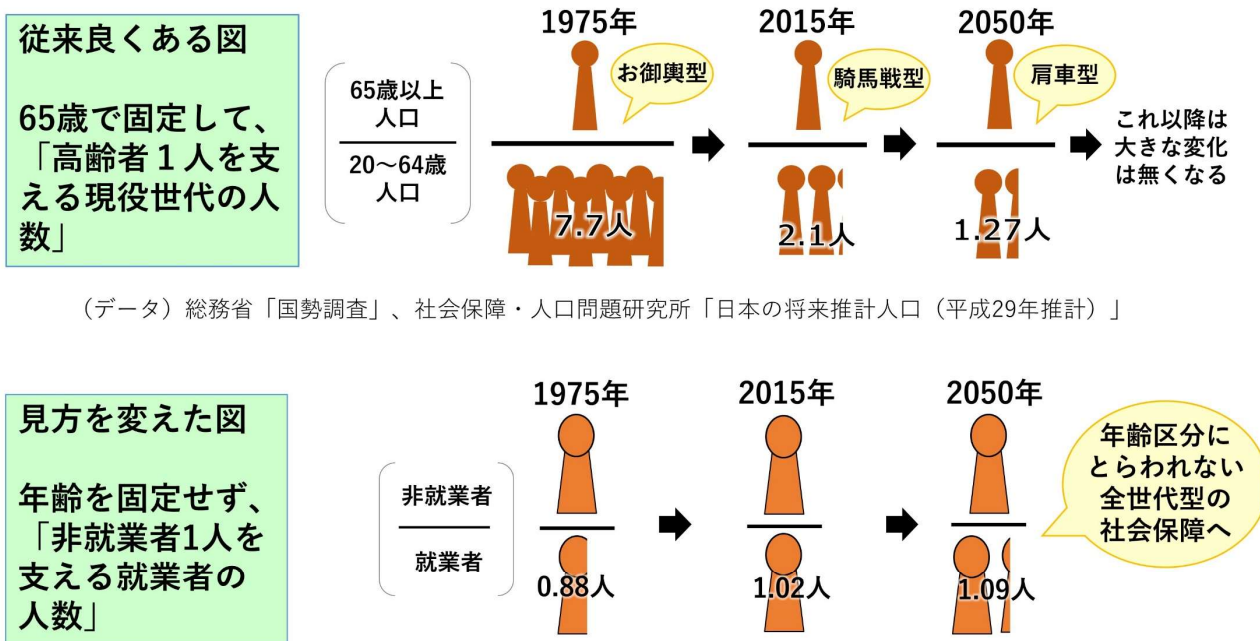 従来良くある図
65歳で固定して、
「高齢者１人を支
える現役世代の人
数」
65歳以上
人口
20～64歳
人口
1975年
お御輿型
7.7人
2015年
騎馬戦型
2.1人
2050年
肩車型
1.27人
これ以降は
大きな変化
は無くなる
（データ）総務省「国勢調査」、社会保障・人口問題研究所「日本の将来推計人口（平成29年推計）」
見方を変えた図
年齢を固定せず、
「非就業者1人を
支える就業者の
人数」
非就業者
就業者
1975年
0.88人
2015年
1.02人
2050年
1.09人
年齢区分に
とらわれない
全世代型の
社会保障へ